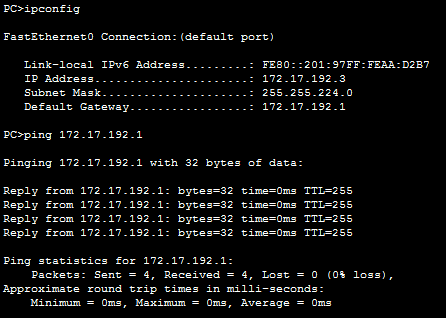 PC>ipconfig
FastEthernet0 Connection:(default port)
Link-local IPv6 Address.........: FE80::201:97FF:FEAA:D2B7
IP Address......................: 172.17.192.3
Subnet Mask.....................: 255.255.224.0
Default Gateway.................: 172.17.192.1
PC>ping 172.17.192.1
Pinging 172.17.192.1 with 32 bytes of data:
Reply from 172.17.192.1: bytes=32 time=0ms TTL=255
Reply from 172.17.192.1: bytes=32 time=0ms TTL=255
Reply from 172.17.192.1: bytes=32 time=0ms TTL=255
Reply from 172.17.192.1: bytes=32 time=0ms TTL=255
Ping statistics for 172.17.192.1:
Packets: Sent = 4, Received = 4, Lost = 0 (0% loss),
Approximate round trip times in milli-seconds:
Minimum = 0ms, Maximum = 0ms, Average = 0ms